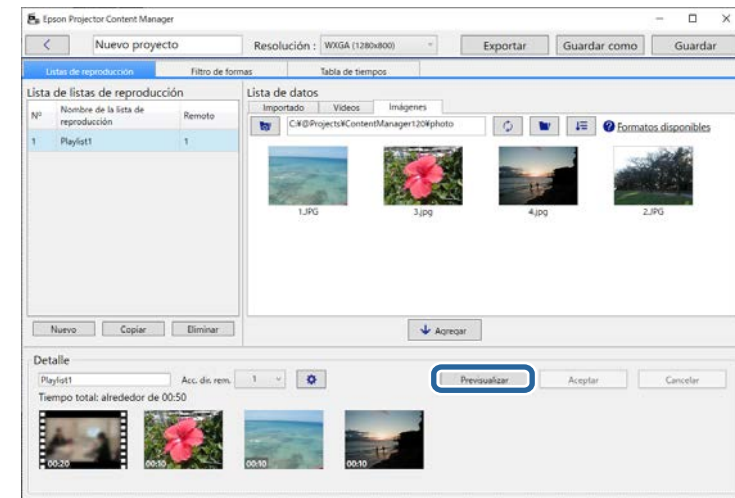 Epson Projector Content Manager
Nuevo proyecto Resolución : WXGA (1280x800) Exportar Guardar como Guardar
Listas de reproducción Filtro de formas Tabla de tiempos
Lista de listas de reproducción
Nº Nombre de la lista de reproducción Remoto
1 Playlist1 1
Nuevo Copiar Eliminar
Lista de datos
Importado Vídeos Imágenes
C:¥@Projects¥ContentManager120¥photo ? Formatos disponibles
1.JPG 3.jpg 4.jpg 2.JPG
Agregar
Detalle
Playlist1 Acc. dir. rem. 1 Previsualizar Aceptar Cancelar
Tiempo total: alrededor de 00:50
00:20 00:10 00:10 00:10